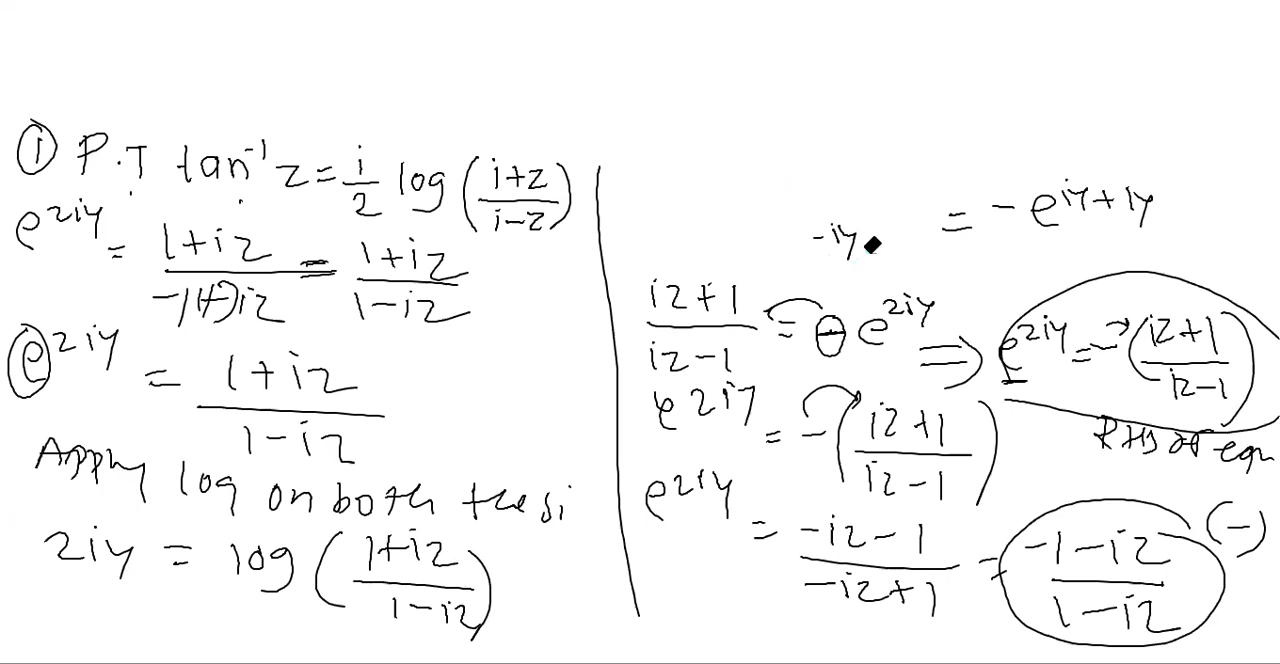 ① P.T tan⁻¹ z = i/2 log ((i+z)/(i-z))
e^{2iy} = (1+iz)/(-1(+)iz) = (1+iz)/(1-iz)
e^{2iy} = (1+iz)/(1-iz)
Apply log on both the si
2iy = log ((1+iz)/(1-iz))
= -e^{iy+iy}
-iy
(iz+1)/(iz-1) = ⊖ e^{2iy} ⇒ e^{2iy} = -((iz+1)/(iz-1))
RHS of eqn
e^{2iy} = -((iz+1)/(iz-1))
e^{2iy} = (-iz-1)/(-iz+1) = (-1-iz)/(1-iz) (-)